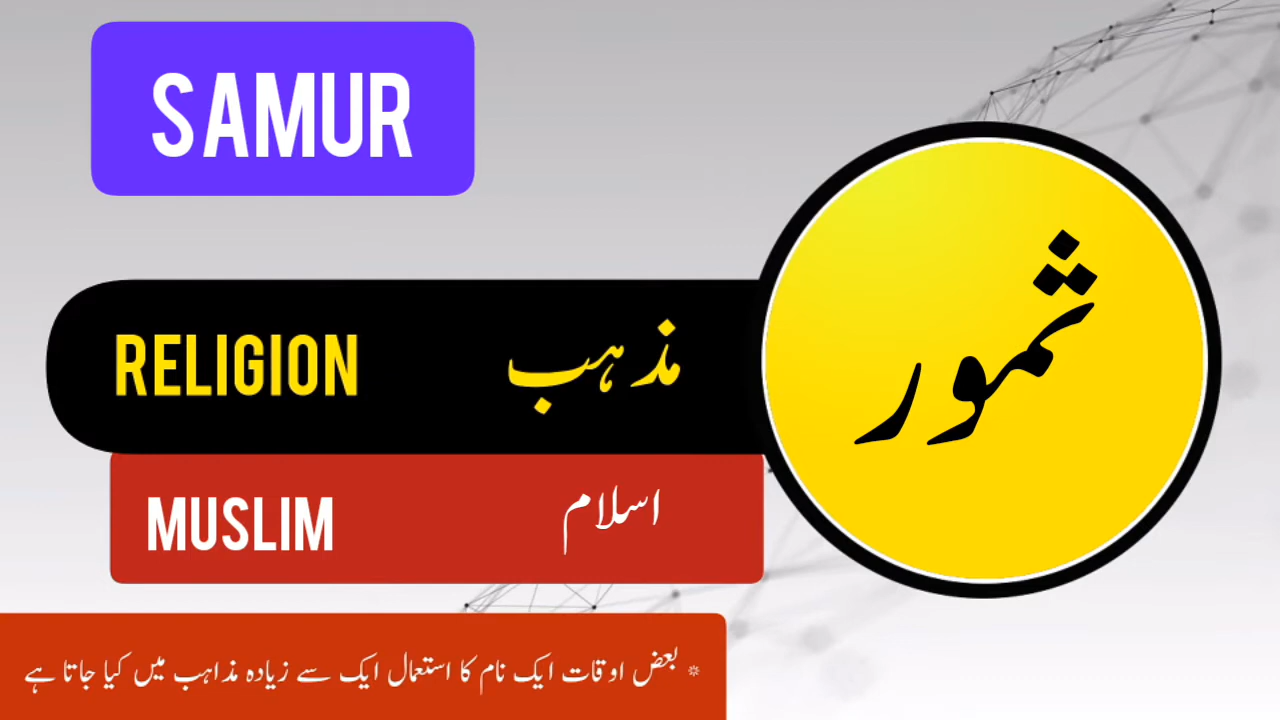 SAMUR
ثمور
RELIGION مذہب
MUSLIM اسلام
* بعض اوقات ایک نام کا استعمال ایک سے زیادہ مذاہب میں کیا جاتا ہے